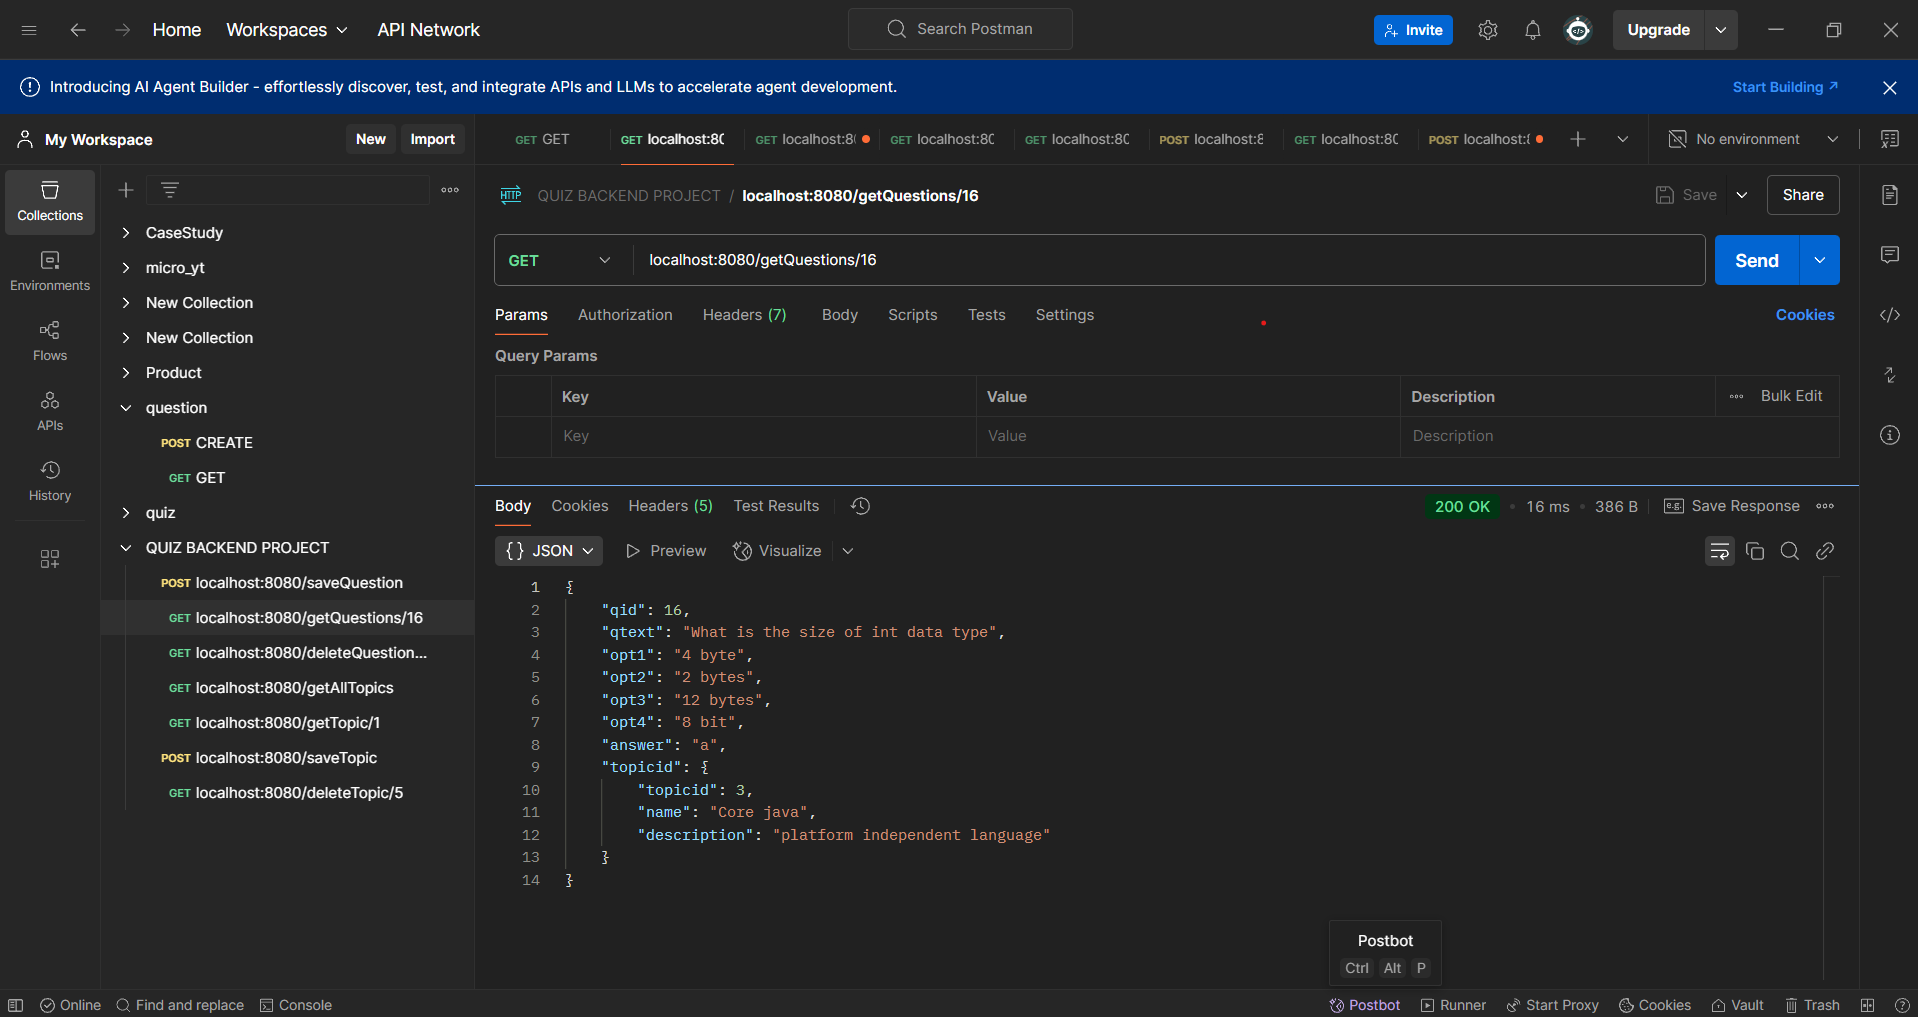 Home Workspaces API Network Search Postman Invite Upgrade
Introducing AI Agent Builder - effortlessly discover, test, and integrate APIs and LLMs to accelerate agent development. Start Building
My Workspace New Import
GET GET GET localhost:80 GET localhost:8 GET localhost:80 GET localhost:80 POST localhost:8 GET localhost:80 POST localhost: No environment
Collections
Environments
Flows
APIs
History
CaseStudy
micro_yt
New Collection
New Collection
Product
question
POST CREATE
GET GET
quiz
QUIZ BACKEND PROJECT
POST localhost:8080/saveQuestion
GET localhost:8080/getQuestions/16
GET localhost:8080/deleteQuestion...
GET localhost:8080/getAllTopics
GET localhost:8080/getTopic/1
POST localhost:8080/saveTopic
GET localhost:8080/deleteTopic/5
HTTP QUIZ BACKEND PROJECT / localhost:8080/getQuestions/16 Save Share
GET localhost:8080/getQuestions/16 Send
Params Authorization Headers (7) Body Scripts Tests Settings Cookies
Query Params
Key Value Description Bulk Edit
Key Value Description
Body Cookies Headers (5) Test Results 200 OK 16 ms 386 B e.g. Save Response
{} JSON Preview Visualize
1 {
2 "qid": 16,
3 "qtext": "What is the size of int data type",
4 "opt1": "4 byte",
5 "opt2": "2 bytes",
6 "opt3": "12 bytes",
7 "opt4": "8 bit",
8 "answer": "a",
9 "topicid": {
10 "topicid": 3,
11 "name": "Core java",
12 "description": "platform independent language"
13 }
14 }
Postbot
Ctrl Alt P
Online Find and replace Console Postbot Runner Start Proxy Cookies Vault Trash